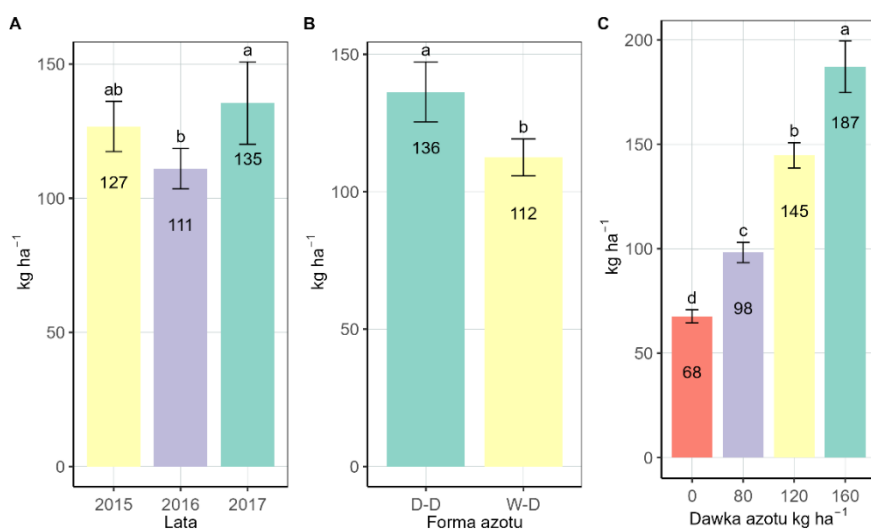 A
kg ha⁻¹
150
100
50
0
ab
b
a
127
111
135
2015 2016 2017
Lata
B
kg ha⁻¹
150
100
50
0
a
b
136
112
D-D W-D
Forma azotu
C
kg ha⁻¹
200
150
100
50
0
a
b
c
d
187
145
98
68
0 80 120 160
Dawka azotu kg ha⁻¹